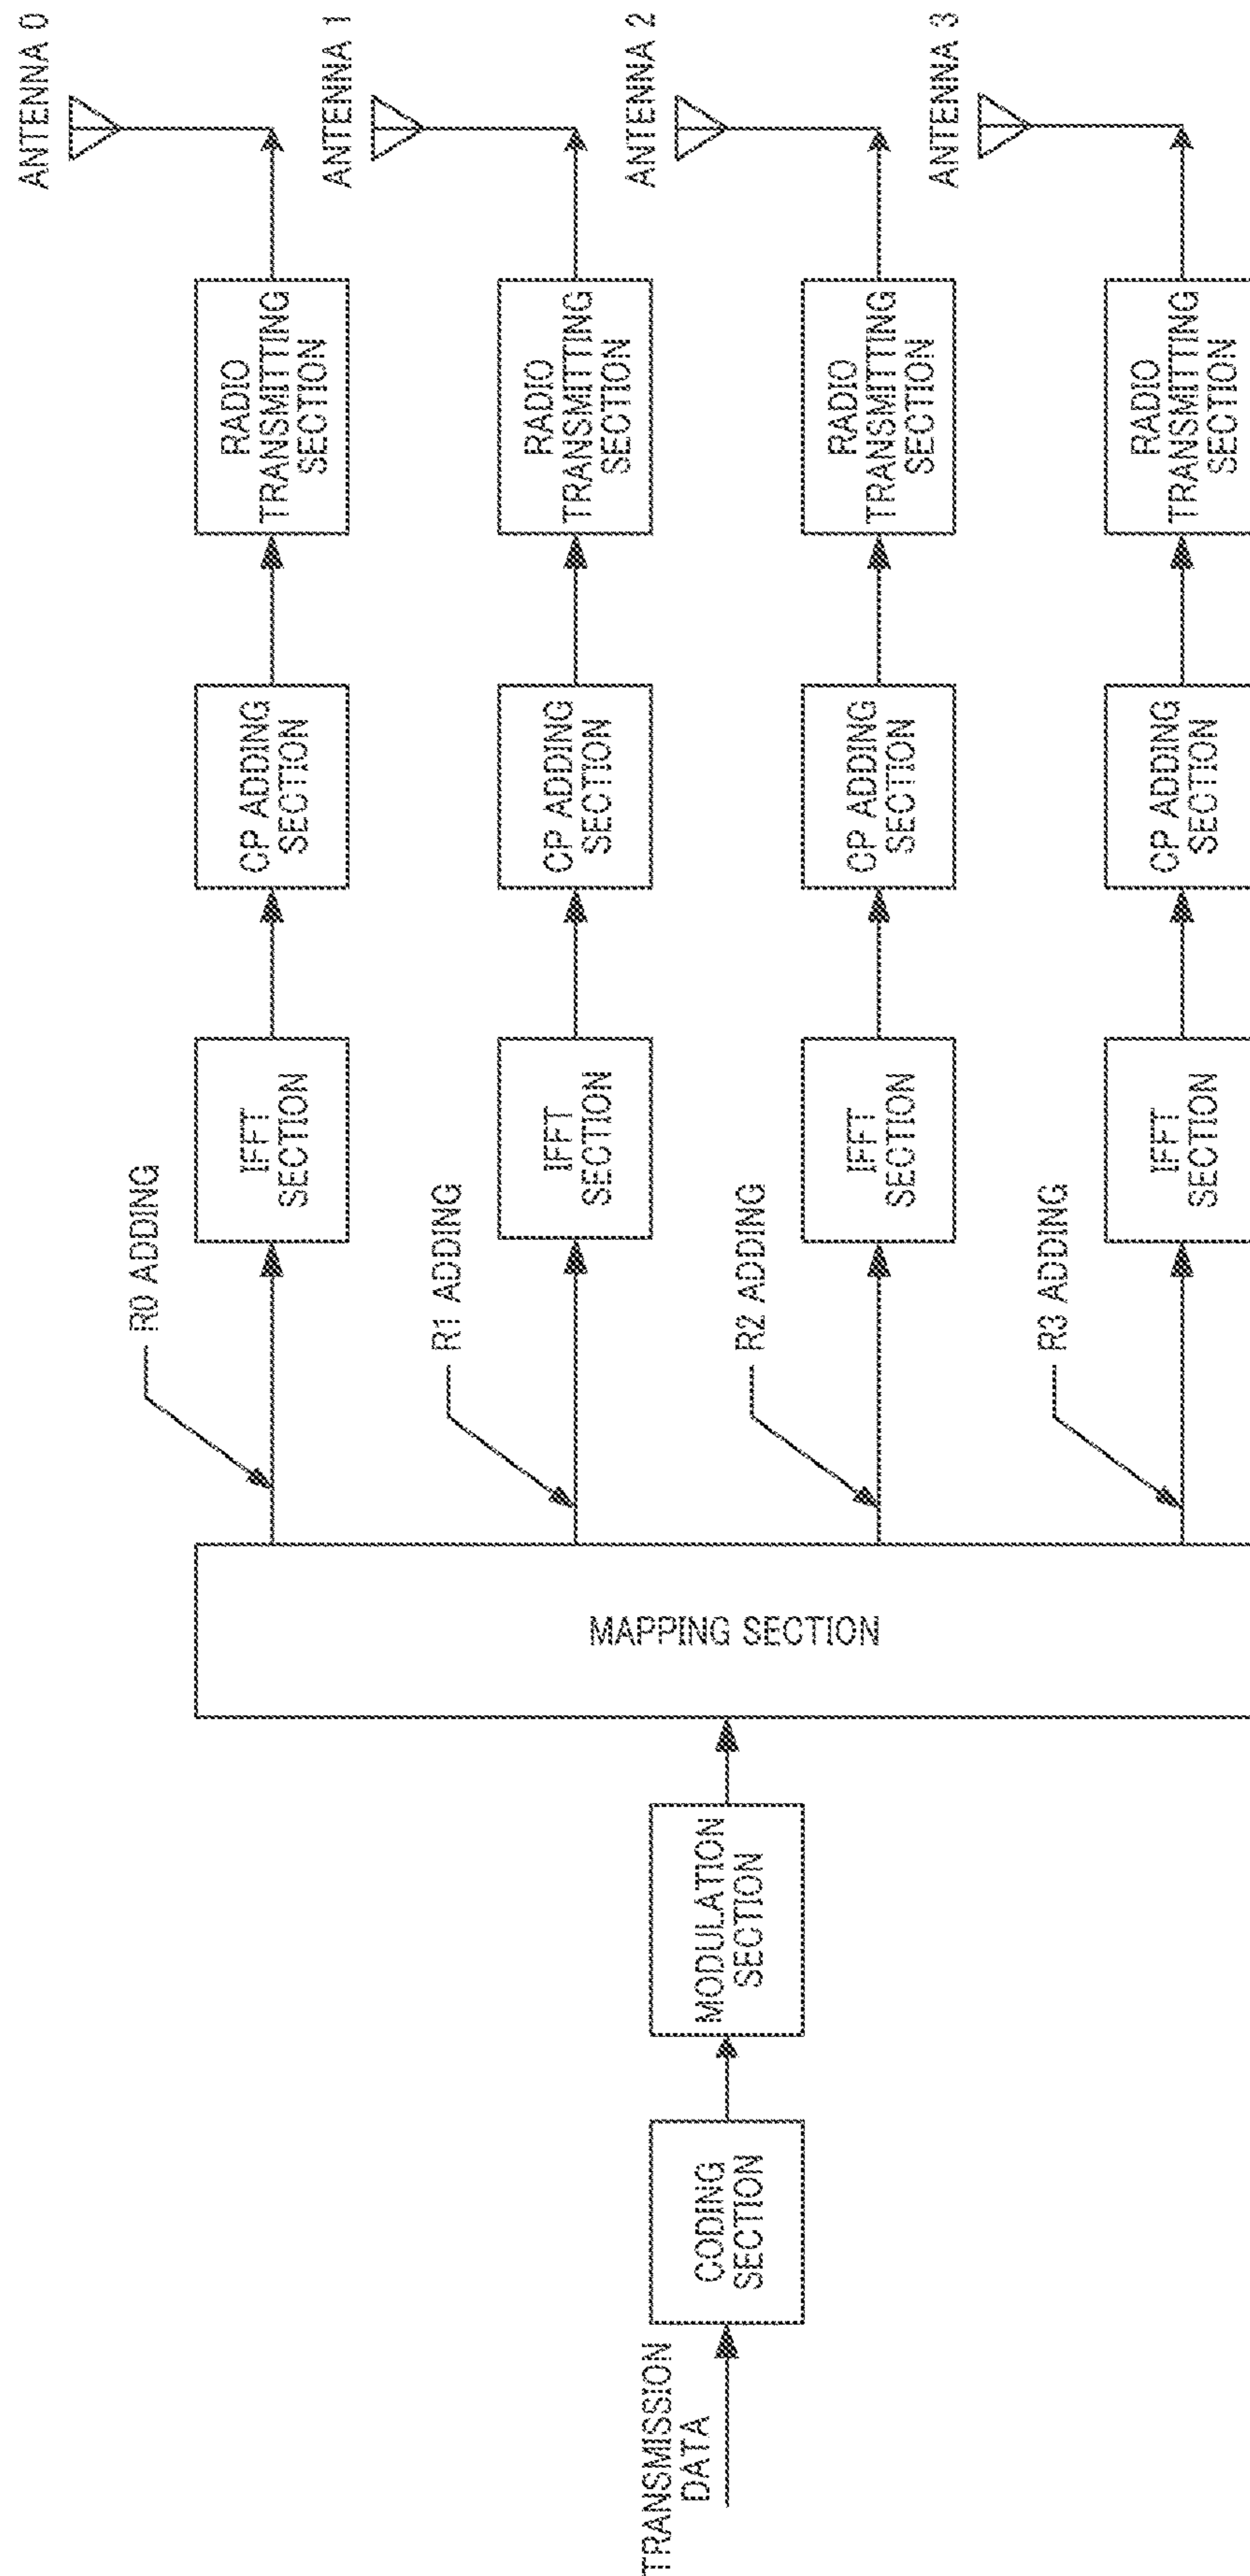 TRANSMISSION
DATA
CODING
SECTION
MODULATION
SECTION
MAPPING SECTION
R0 ADDING
IFFT
SECTION
CP ADDING
SECTION
RADIO
TRANSMITTING
SECTION
ANTENNA 0
R1 ADDING
IFFT
SECTION
CP ADDING
SECTION
RADIO
TRANSMITTING
SECTION
ANTENNA 1
R2 ADDING
IFFT
SECTION
CP ADDING
SECTION
RADIO
TRANSMITTING
SECTION
ANTENNA 2
R3 ADDING
IFFT
SECTION
CP ADDING
SECTION
RADIO
TRANSMITTING
SECTION
ANTENNA 3